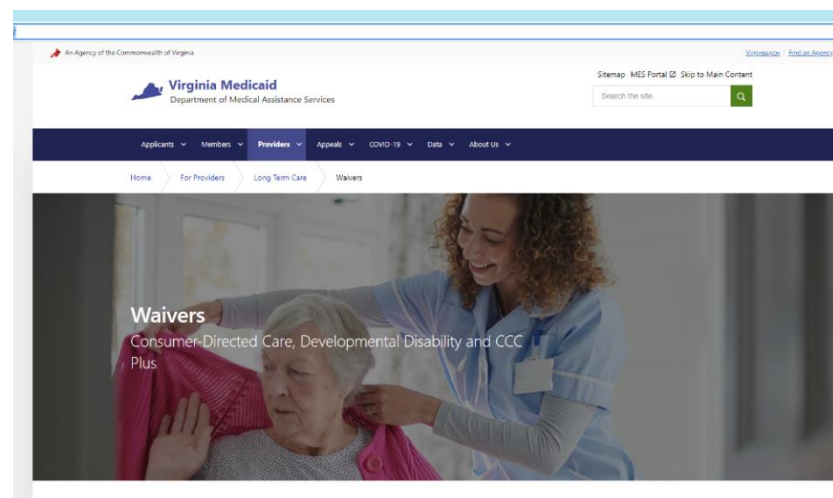 An Agency of the Commonwealth of Virginia
Virginia.gov | Find an Agency
Sitemap MES Portal Skip to Main Content
Virginia Medicaid
Department of Medical Assistance Services
Search the site
Applicants Members Providers Appeals COVID-19 Data About Us
Home For Providers Long Term Care Waivers
Waivers
Consumer-Directed Care, Developmental Disability and CCC
Plus